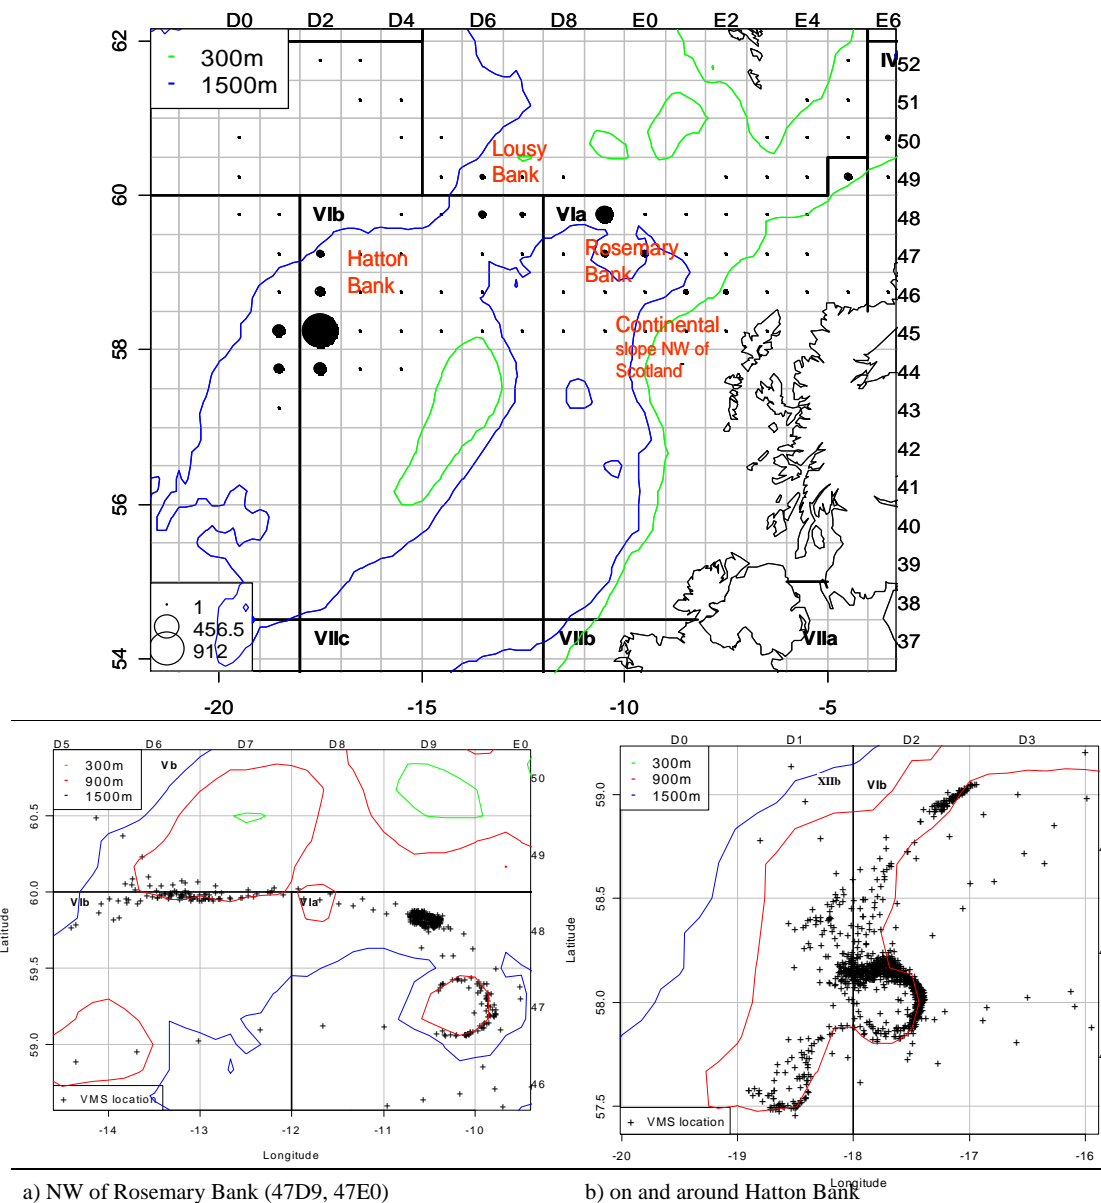 D0 D2 D4 D6 D8 E0 E2 E4 E6
62
300m
1500m
IV
52
51
50
Lousy
Bank
49
60
VIb
VIa
48
Hatton
Bank
Rosemary
Bank
47
46
Continental
slope NW of
Scotland
45
58
44
43
42
56
41
40
39
1
456.5
912
38
VIIc
VIIb
VIIa
37
54
-20 -15 -10 -5
D5 D6 D7 D8 D9 E0
300m
900m
1500m
Vb
50
60.5
49
60.0
VIb
VIa
48
Latitude
59.5
47
59.0
46
+ VMS location
-14 -13 -12 -11 -10
Longitude
D0 D1 D2 D3
300m
900m
1500m
XIIb
VIb
59.0
58.5
Latitude
58.0
57.5
+ VMS location
-20 -19 -18 -17 -16
Longitude
a) NW of Rosemary Bank (47D9, 47E0)
b) on and around Hatton Bank